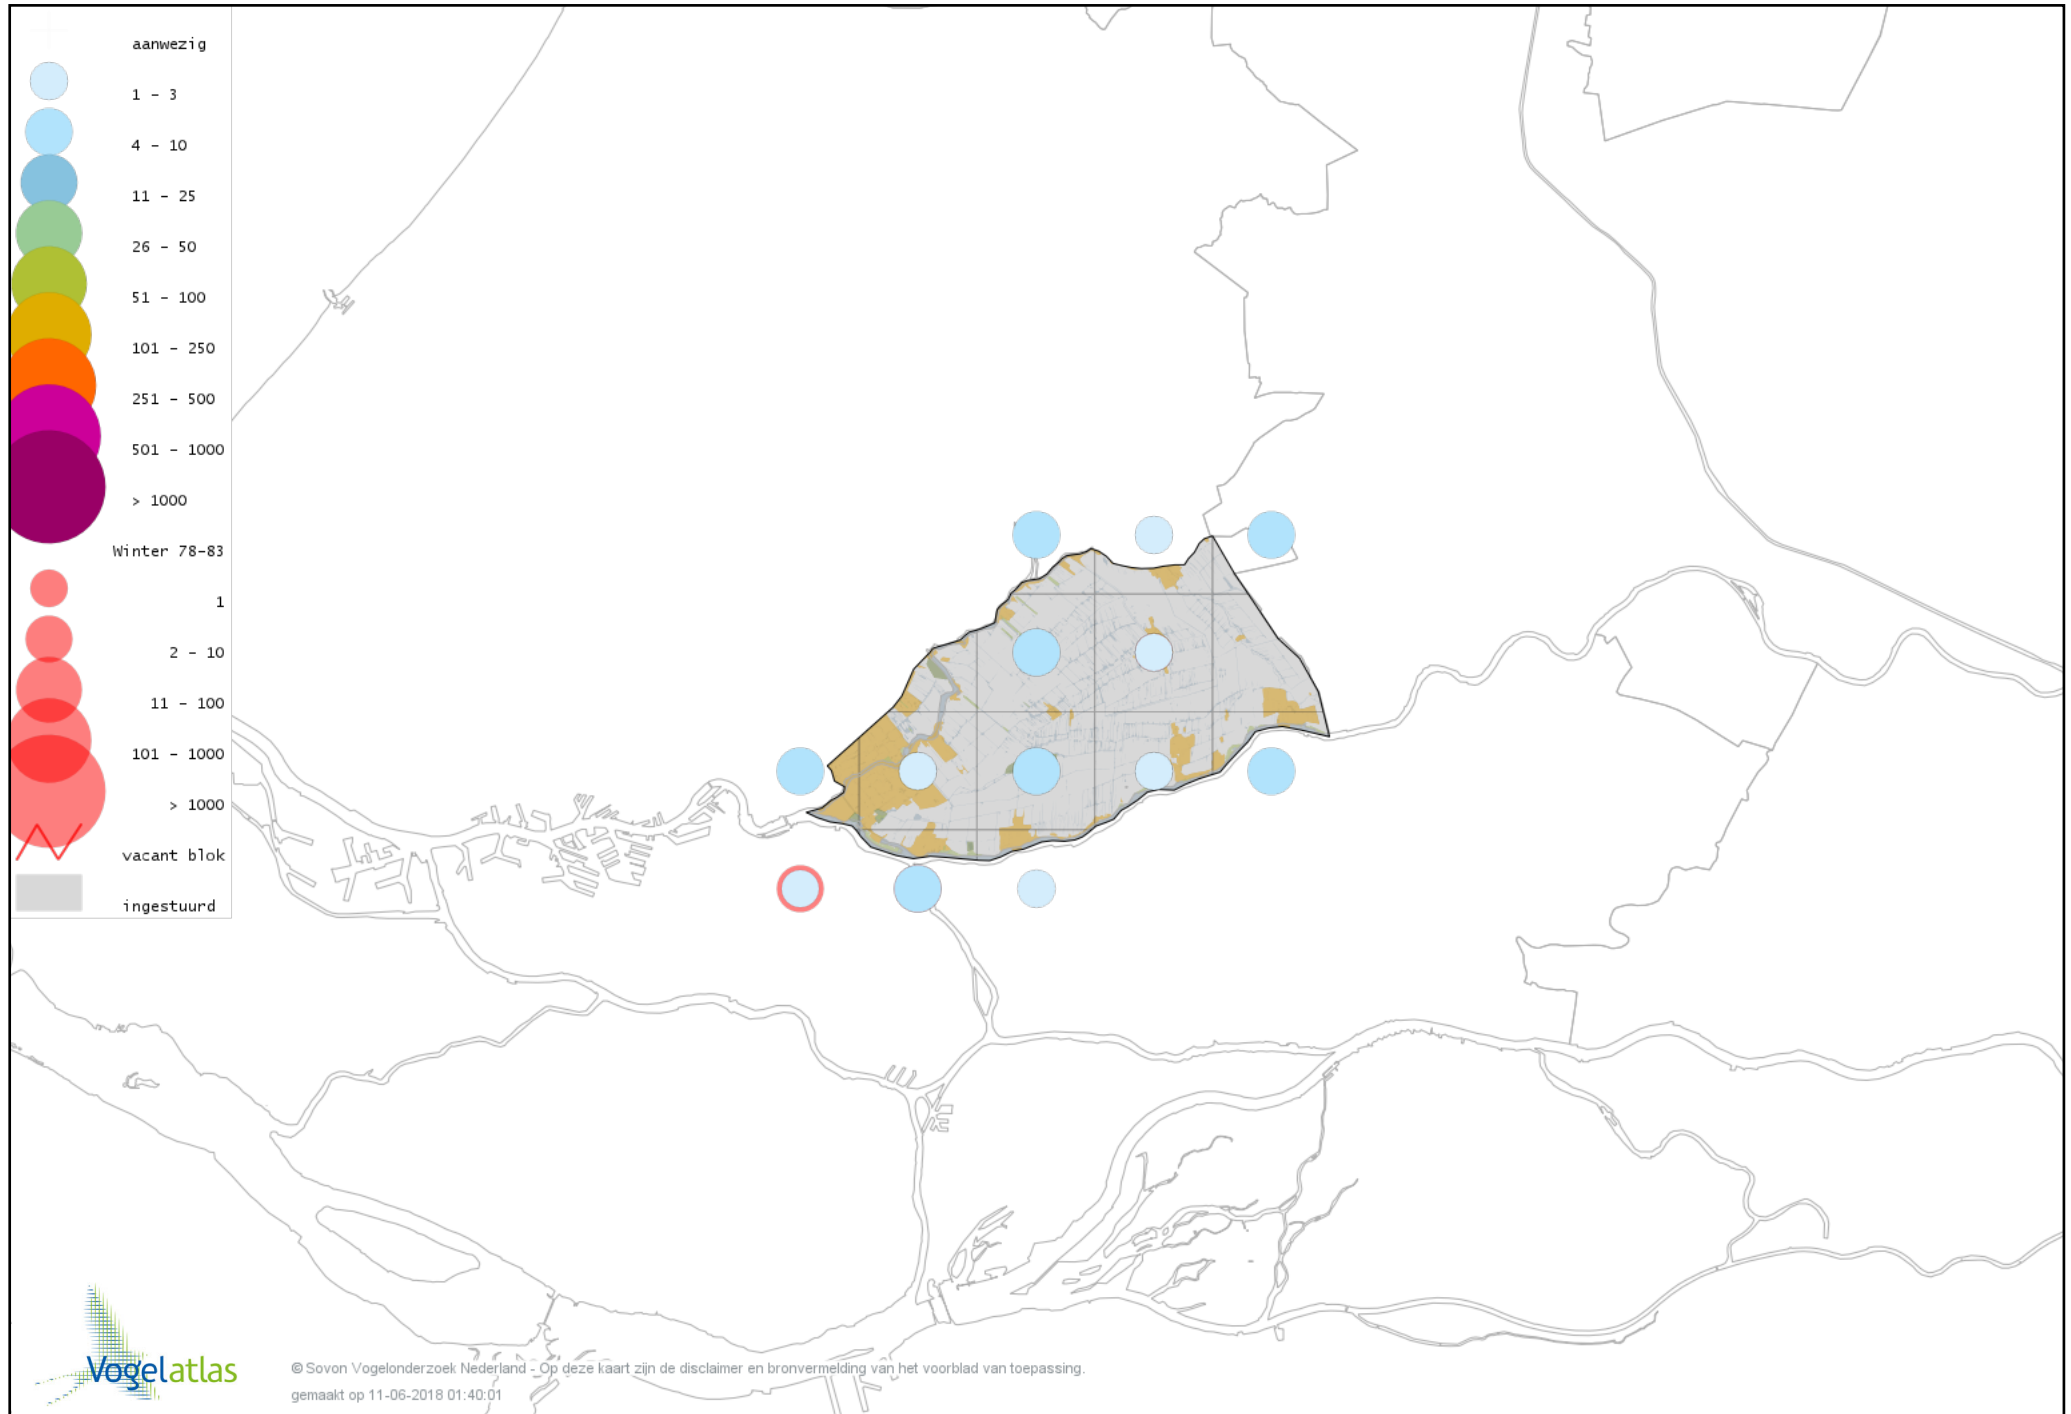 aanwezig
1 - 3
4 - 10
11 - 25
26 - 50
51 - 100
101 - 250
251 - 500
501 - 1000
> 1000
Winter 78-83
1
2 - 10
11 - 100
101 - 1000
> 1000
vacant blok
ingestuurd
Vogelatlas
© Sovon Vogelonderzoek Nederland - Op deze kaart zijn de disclaimer en bronvermelding van het voorblad van toepassing.
gemaakt op 11-06-2018 01:40:01